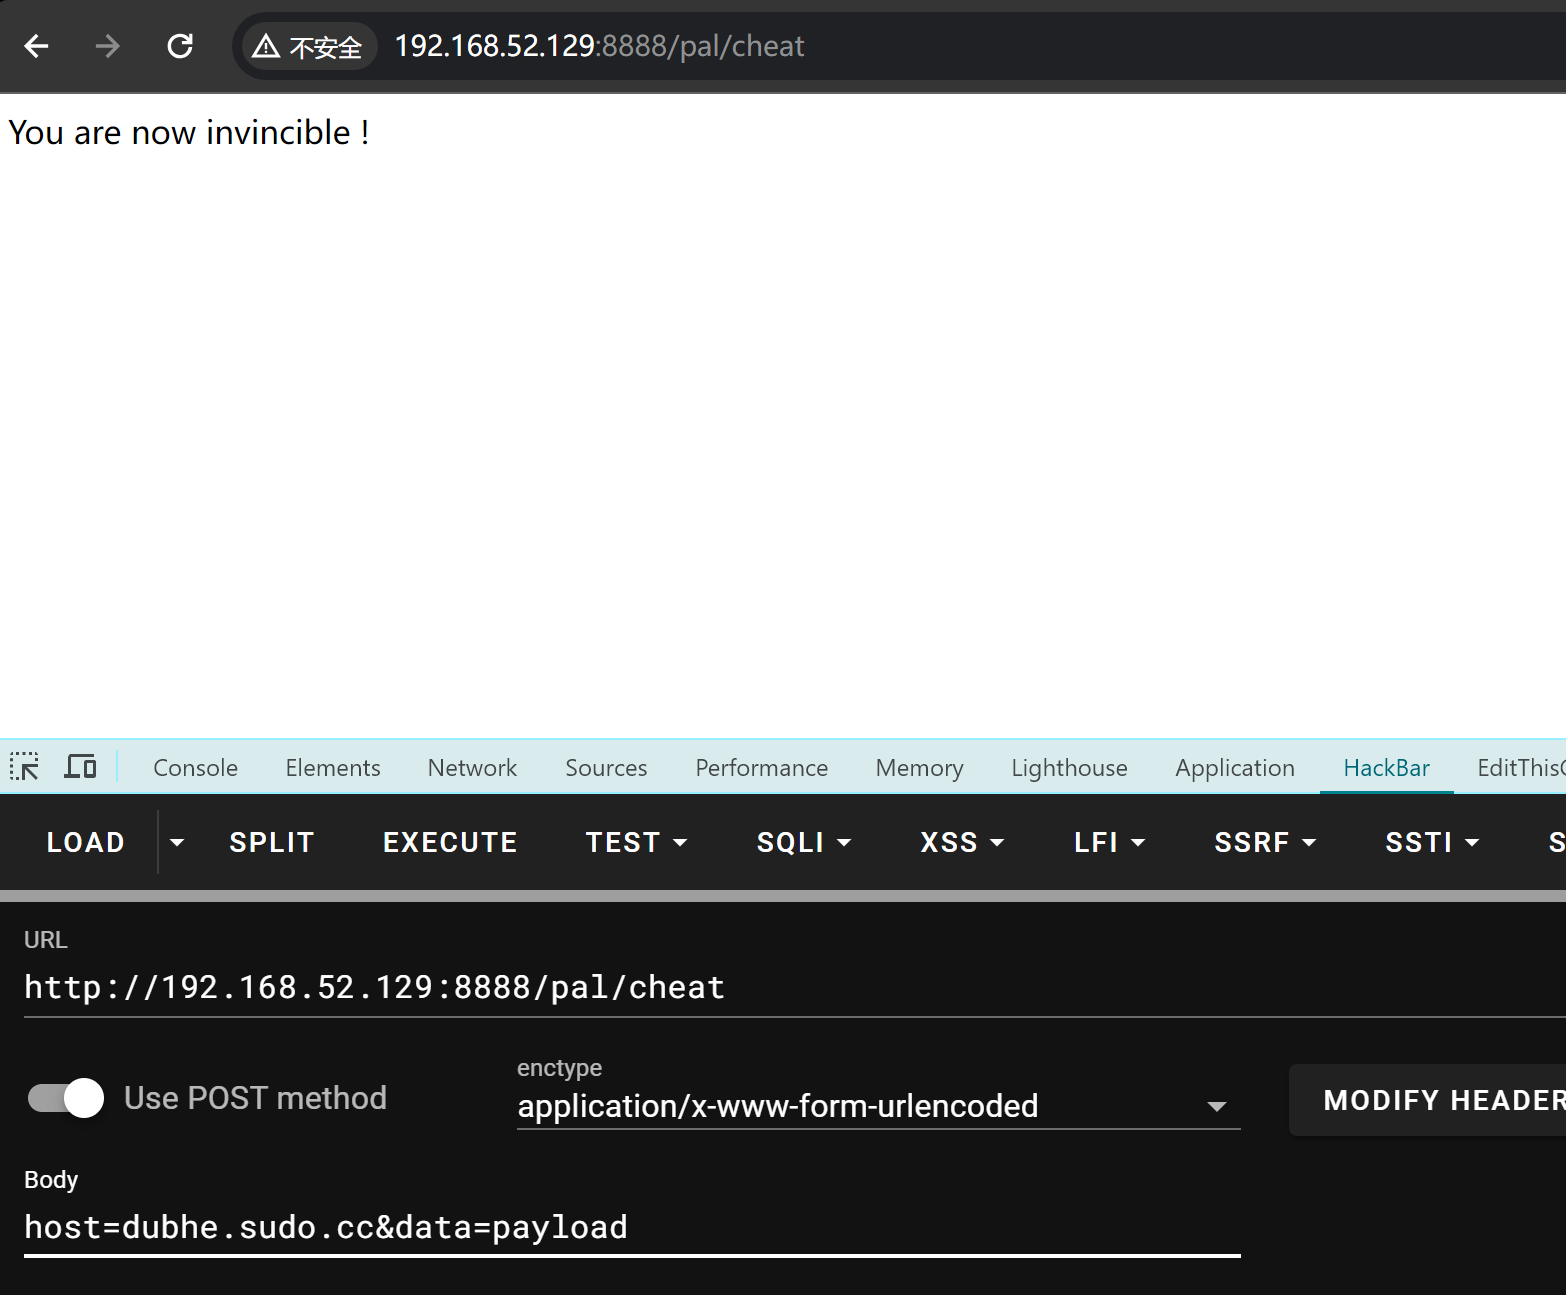 不安全 192.168.52.129:8888/pal/cheat
You are now invincible !
Console Elements Network Sources Performance Memory Lighthouse Application HackBar EditThisC
LOAD SPLIT EXECUTE TEST SQLI XSS LFI SSRF SSTI S
URL
http://192.168.52.129:8888/pal/cheat
enctype
Use POST method application/x-www-form-urlencoded MODIFY HEADER
Body
host=dubhe.sudo.cc&data=payload